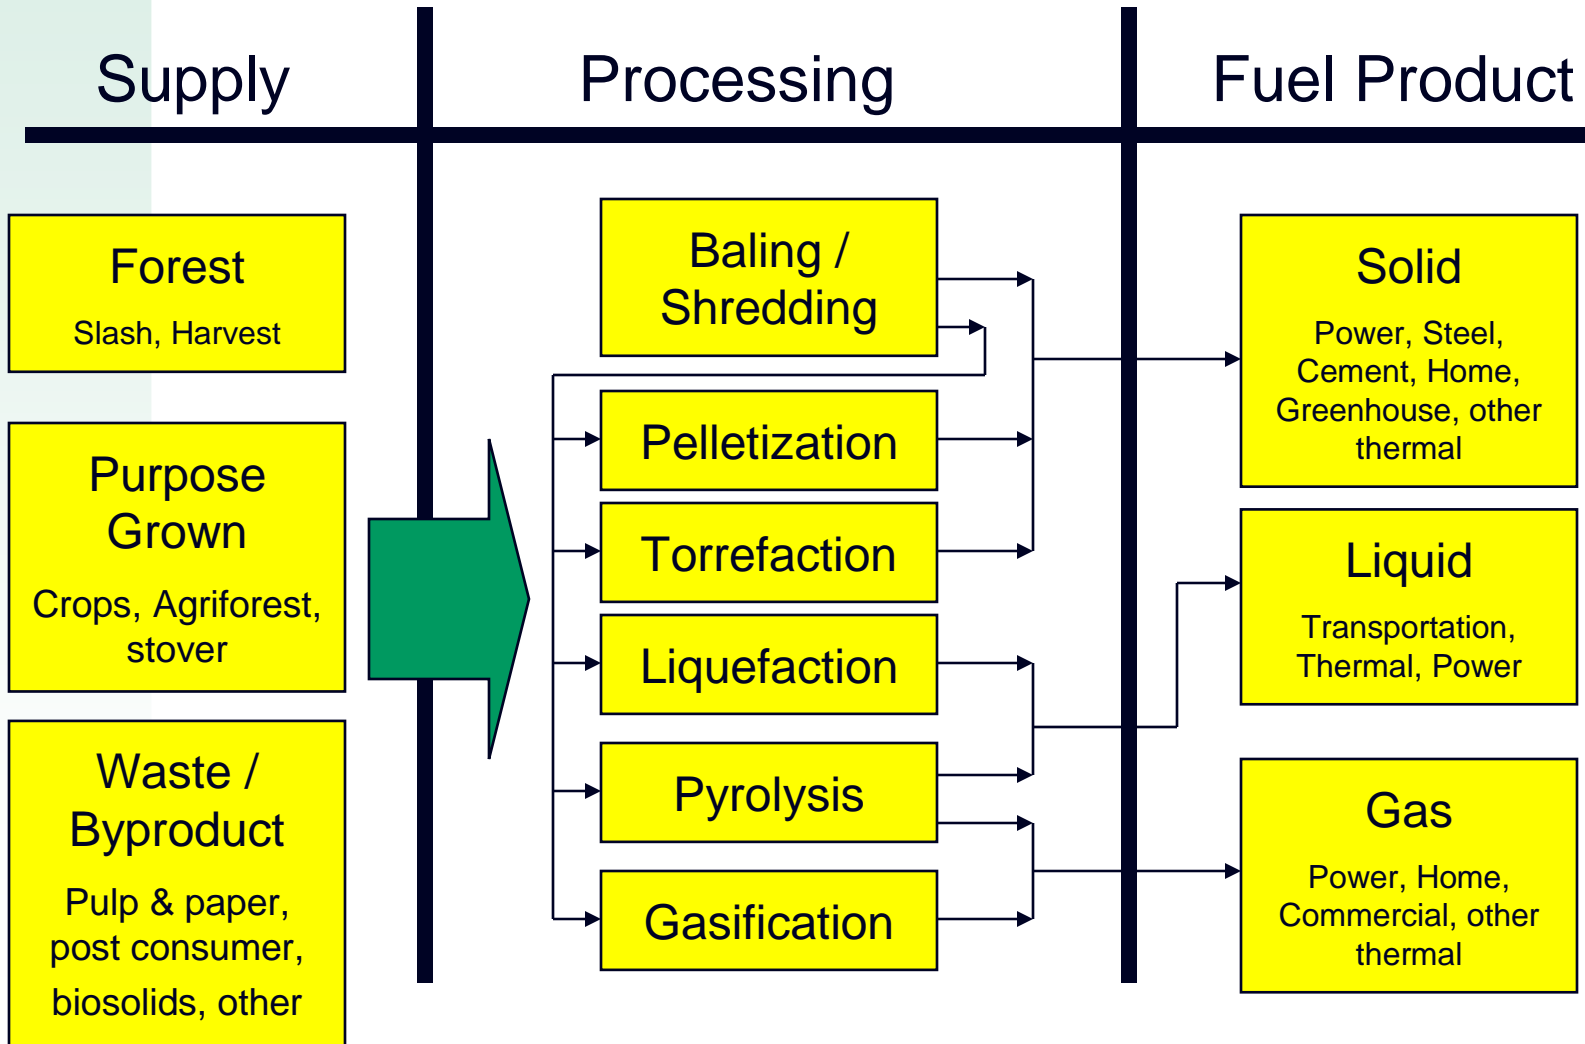 Supply
Processing
Fuel Product
Forest
Slash, Harvest
Purpose
Grown
Crops, Agriforest,
stover
Waste /
Byproduct
Pulp & paper,
post consumer,
biosolids, other
Baling /
Shredding
Pelletization
Torrefaction
Liquefaction
Pyrolysis
Gasification
Solid
Power, Steel,
Cement, Home,
Greenhouse, other
thermal
Liquid
Transportation,
Thermal, Power
Gas
Power, Home,
Commercial, other
thermal